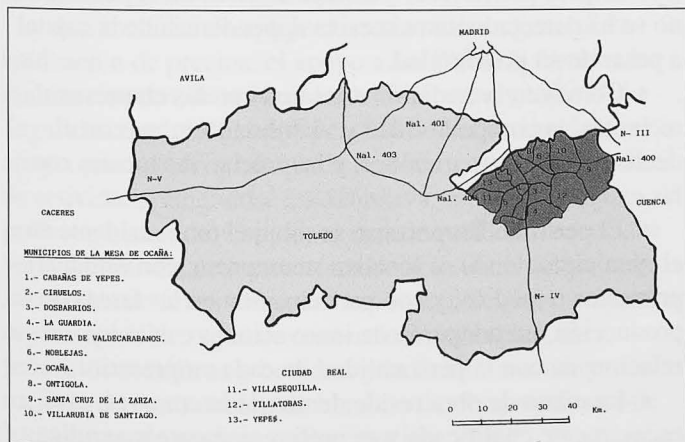 MADRID
AVILA
Nal. 401
N- III
Nal. 403
Nal. 400
N-V
CUENCA
CACERES
TOLEDO
MUNICIPIOS DE LA MESA DE OCAÑA:
1.- CABAÑAS DE YEPES.
2.- CIRUELOS.
3.- DOSBARRIOS.
4.- LA GUARDIA.
5.- HUERTA DE VALDECARABANOS.
6.- NOBLEJAS.
7.- OCAÑA.
8.- ONTIGOLA.
9.- SANTA CRUZ DE LA ZARZA.
10.- VILLARUBIA DE SANTIAGO.
N- IV
CIUDAD REAL
11.- VILLASEQUILLA.
12.- VILLATOBAS.
13.- YEPES.
0 10 20 30 40
Km.